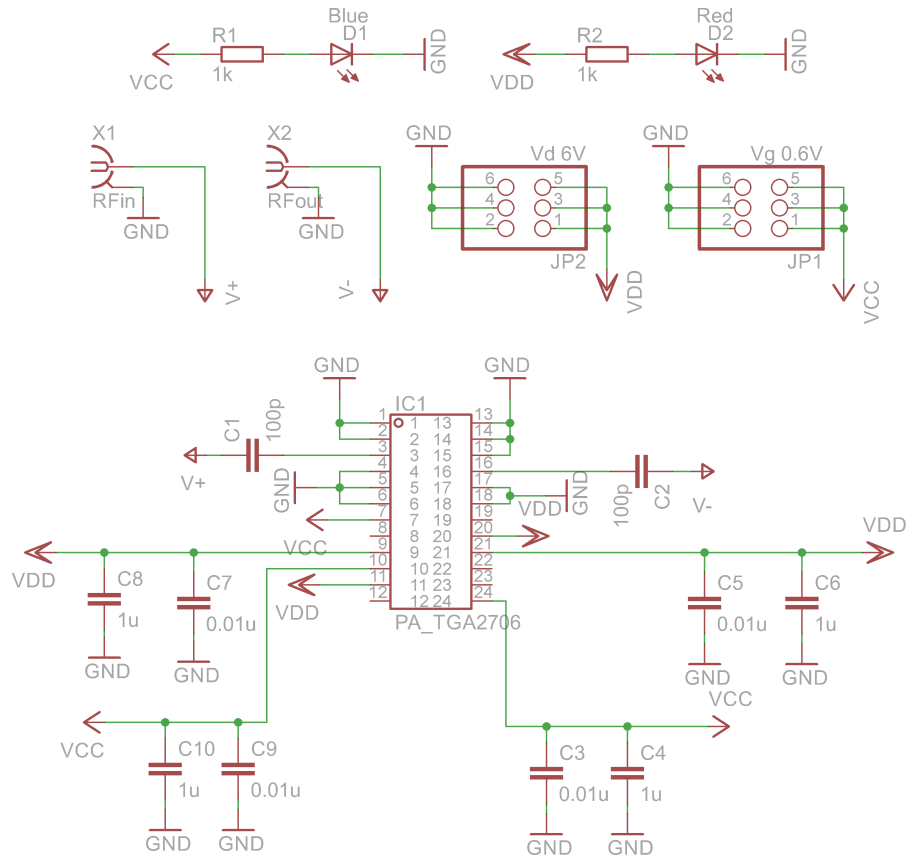 Blue
Red
R1
D1
GND
R2
D2
GND
VCC
1k
VDD
1k
X1
X2
GND
GND
Vd 6V
Vg 0.6V
6
5
6
5
4
3
4
3
2
1
2
1
RFin
RFout
GND
GND
JP2
JP1
V+
V-
VDD
VCC
GND
GND
IC1
C1
100p
1
1
13
13
2
2
14
14
3
3
15
15
V+
4
4
16
16
GND
5
5
17
17
GND
6
6
18
18
VDD
100p
C2
V-
7
7
19
19
VCC
8
8
20
20
VDD
9
9
21
21
VDD
10
10
22
22
11
11
23
23
VDD
12
12
24
24
PA_TGA2706
C8
1u
C7
0.01u
C5
0.01u
C6
1u
GND
GND
GND
GND
VCC
VCC
C10
1u
C9
0.01u
C3
0.01u
C4
1u
GND
GND
GND
GND